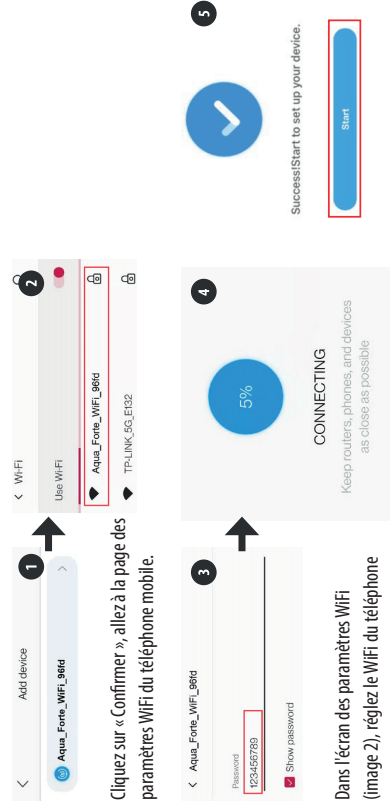 Add device
Aqua_Forte_WiFi_96fd
1
Wi-Fi
2
Use Wi-Fi
Aqua_Forte_WiFi_96fd
TP-LINK_5G_E132
Cliquez sur « Confirmer », allez à la page des
paramètres WiFi du téléphone mobile.
Aqua_Forte_WiFi_96fd
3
Password
123456789
Show password
4
5%
CONNECTING
Keep routers, phones, and devices
as close as possible
5
Success!Start to set up your device.
Start
Dans l'écran des paramètres WiFi
(image 2), réglez le WiFi du téléphone